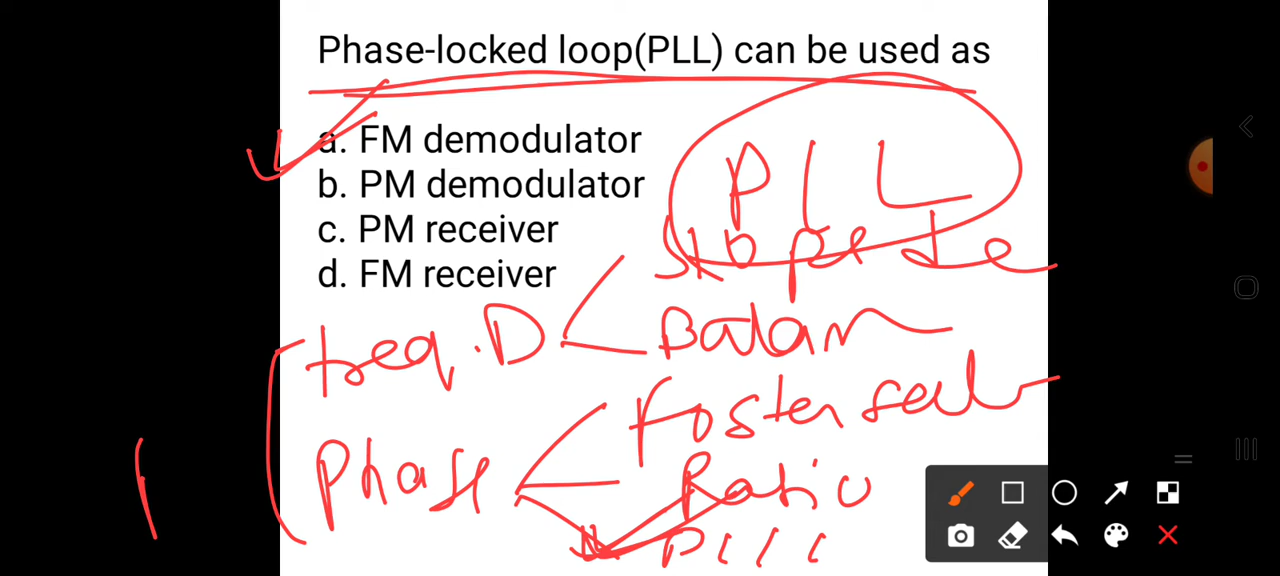 Phase-locked loop(PLL) can be used as
a. FM demodulator
b. PM demodulator
c. PM receiver
d. FM receiver
PLL
Slope de
freq. D
Balan
Foster seel
Phase
Ratio
PLL